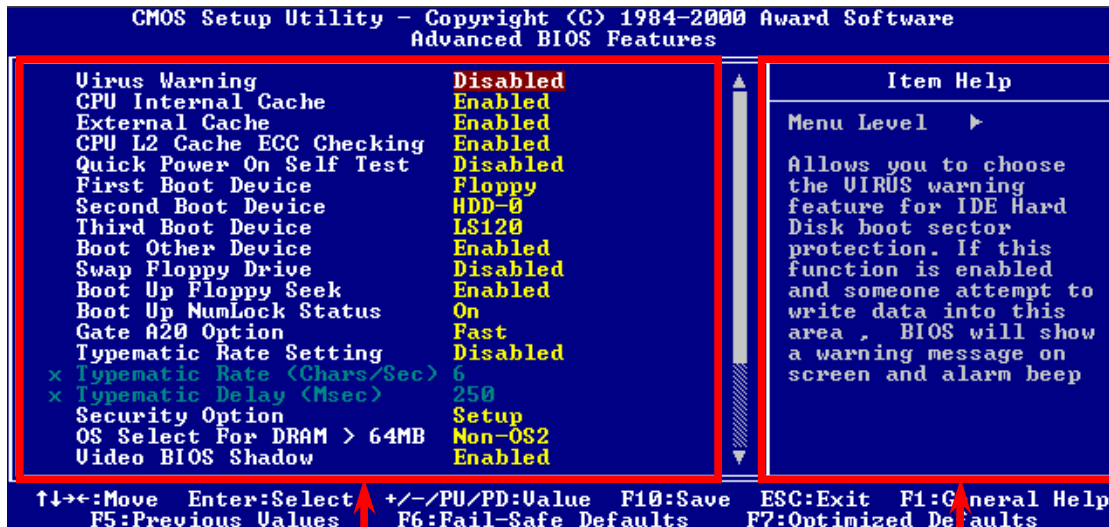 CMOS Setup Utility - Copyright (C) 1984-2000 Award Software
Advanced BIOS Features
Virus Warning Disabled
CPU Internal Cache Enabled
External Cache Enabled
CPU L2 Cache ECC Checking Enabled
Quick Power On Self Test Disabled
First Boot Device Floppy
Second Boot Device HDD-0
Third Boot Device LS120
Boot Other Device Enabled
Swap Floppy Drive Disabled
Boot Up Floppy Seek Enabled
Boot Up NumLock Status On
Gate A20 Option Fast
Typematic Rate Setting Disabled
x Typematic Rate (Chars/Sec) 6
x Typematic Delay (Msec) 250
Security Option Setup
OS Select For DRAM > 64MB Non-OS2
Video BIOS Shadow Enabled
Item Help
Menu Level
Allows you to choose
the VIRUS warning
feature for IDE Hard
Disk boot sector
protection. If this
function is enabled
and someone attempt to
write data into this
area , BIOS will show
a warning message on
screen and alarm beep
↑↓→←:Move Enter:Select +/-/PU/PD:Value F10:Save ESC:Exit F1:General Help
F5:Previous Values F6:Fail-Safe Defaults F7:Optimized Defaults